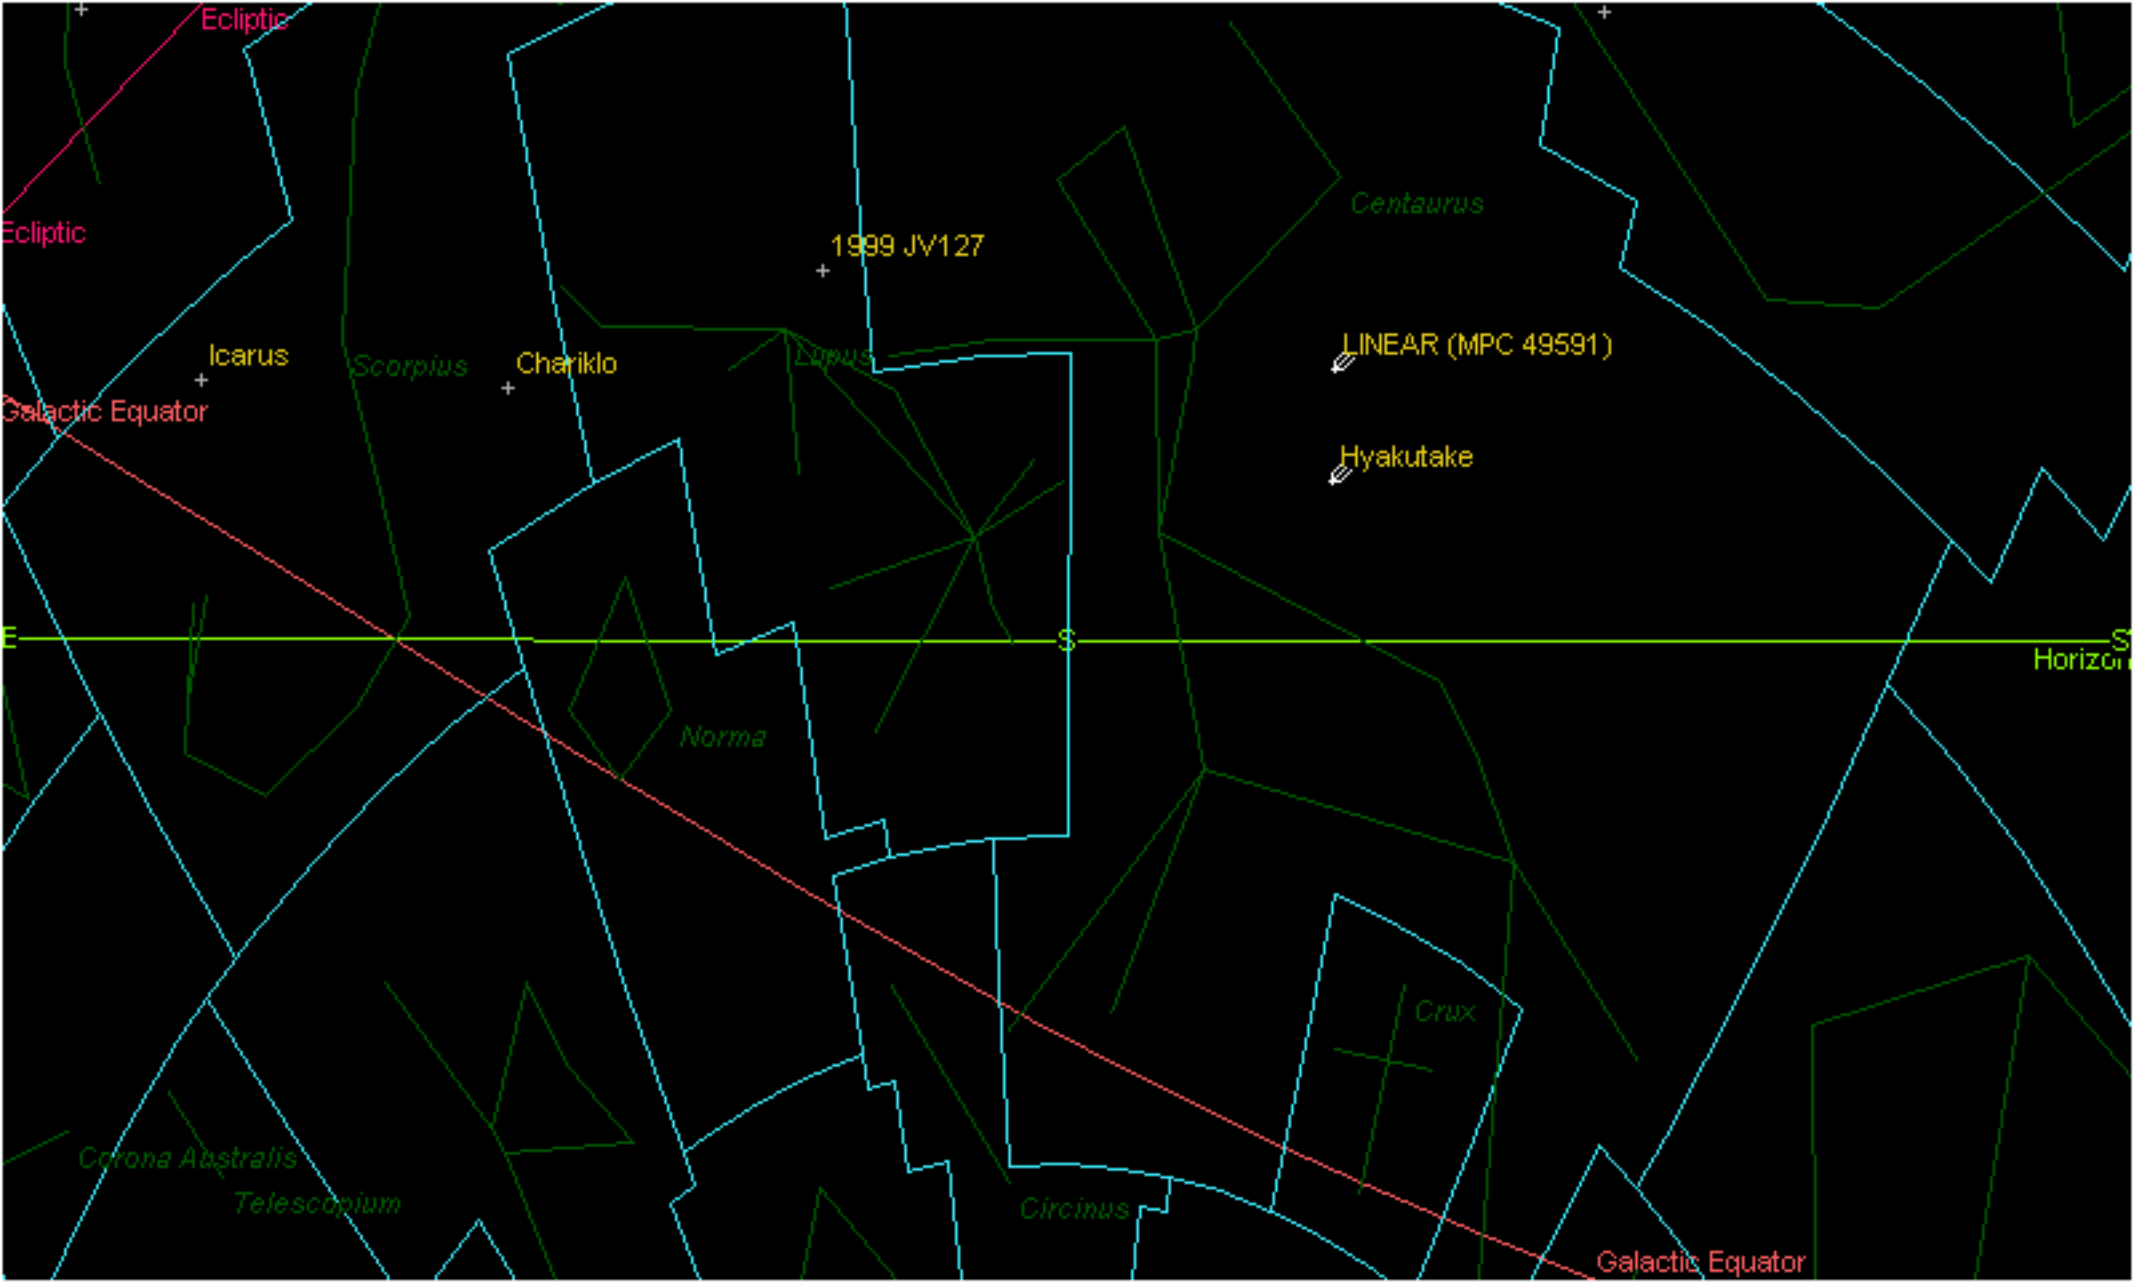 Ecliptic
Centaurus
Ecliptic
1999 JV127
LINEAR (MPC 49591)
Icarus
Scorpius
Chariklo
Lupus
Galactic Equator
Hyakutake
E
S
S
Norma
Crux
Corona Australis
Telescopium
Circinus
Galactic Equator